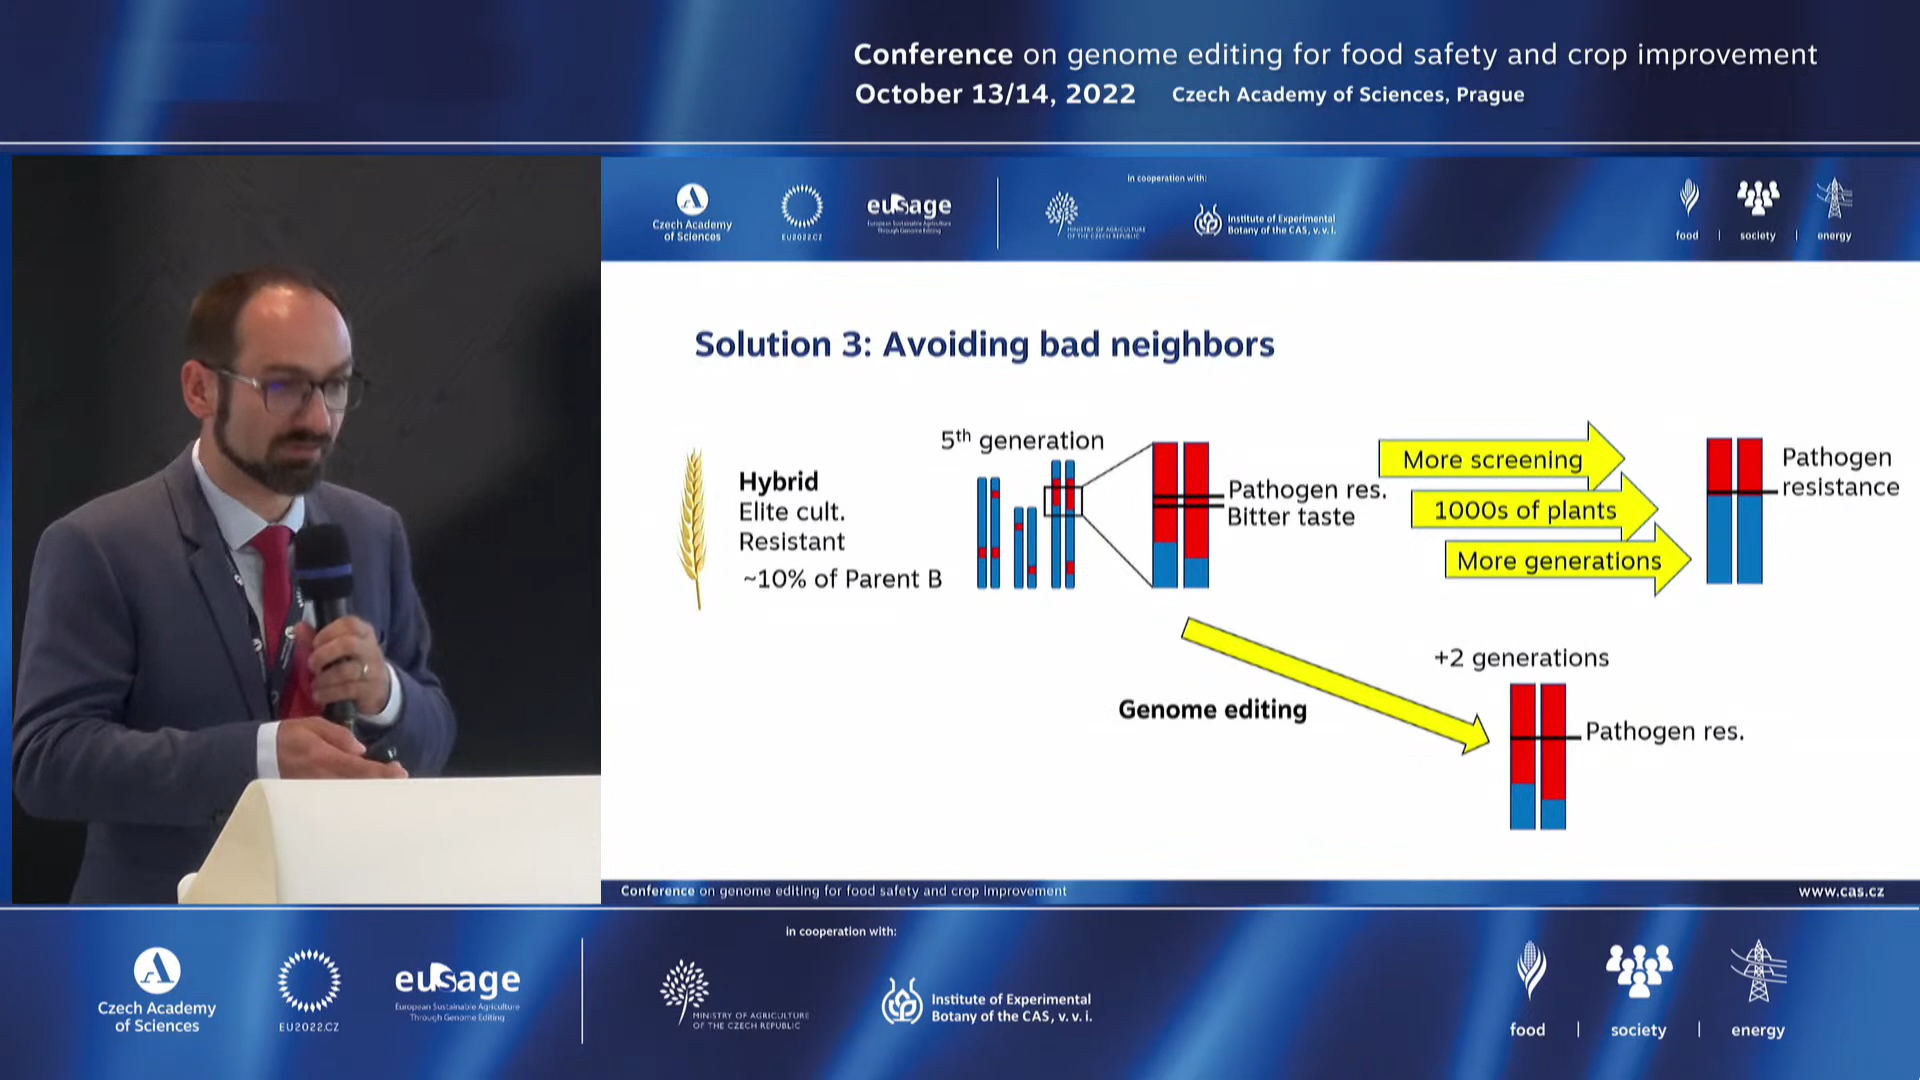 Conference on genome editing for food safety and crop improvement
October 13/14, 2022 Czech Academy of Sciences, Prague
in cooperation with:
Czech Academy
of Sciences
EU2022.CZ
eusage
European Sustainable Agriculture
Through Genome Editing
MINISTRY OF AGRICULTURE
OF THE CZECH REPUBLIC
Institute of Experimental
Botany of the CAS, v. v. i.
food | society | energy
Solution 3: Avoiding bad neighbors
5th generation
Hybrid
Elite cult.
Resistant
~10% of Parent B
Pathogen res.
Bitter taste
More screening
1000s of plants
More generations
Pathogen
resistance
+2 generations
Genome editing
Pathogen res.
Conference on genome editing for food safety and crop improvement
www.cas.cz
in cooperation with:
Czech Academy
of Sciences
EU2022.CZ
eusage
European Sustainable Agriculture
Through Genome Editing
MINISTRY OF AGRICULTURE
OF THE CZECH REPUBLIC
Institute of Experimental
Botany of the CAS, v. v. i.
food | society | energy